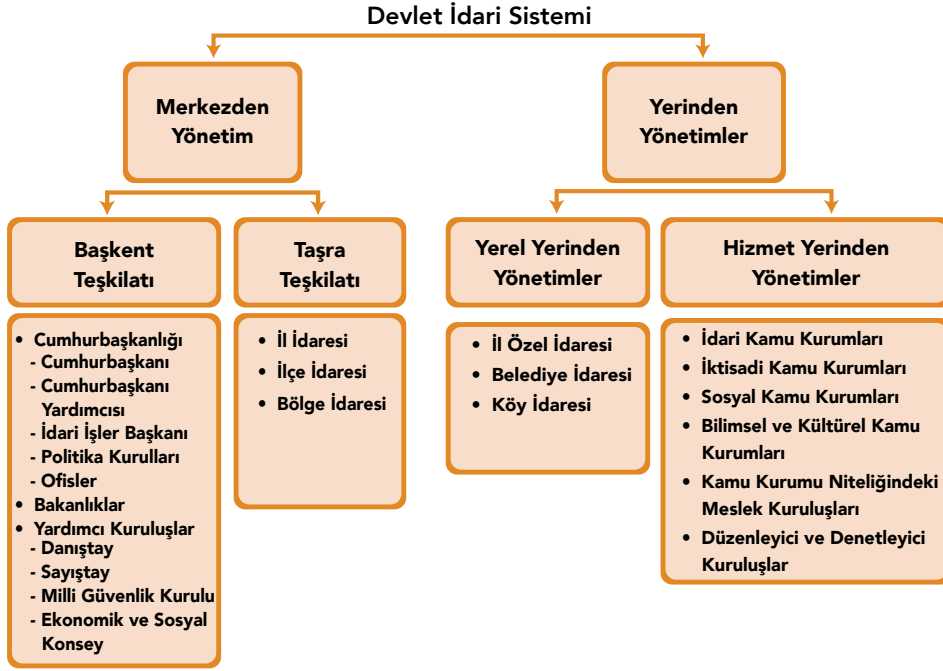 Devlet İdari Sistemi
Merkezden
Yönetim
Yerinden
Yönetimler
Başkent
Teşkilatı
Taşra
Teşkilatı
Yerel Yerinden
Yönetimler
Hizmet Yerinden
Yönetimler
• Cumhurbaşkanlığı
- Cumhurbaşkanı
- Cumhurbaşkanı
Yardımcısı
- İdari İşler Başkanı
- Politika Kurulları
- Ofisler
• Bakanlıklar
• Yardımcı Kuruluşlar
- Danıştay
- Sayıştay
- Milli Güvenlik Kurulu
- Ekonomik ve Sosyal
Konsey
• İl İdaresi
• İlçe İdaresi
• Bölge İdaresi
• İl Özel İdaresi
• Belediye İdaresi
• Köy İdaresi
• İdari Kamu Kurumları
• İktisadi Kamu Kurumları
• Sosyal Kamu Kurumları
• Bilimsel ve Kültürel Kamu
Kurumları
• Kamu Kurumu Niteliğindeki
Meslek Kuruluşları
• Düzenleyici ve Denetleyici
Kuruluşlar